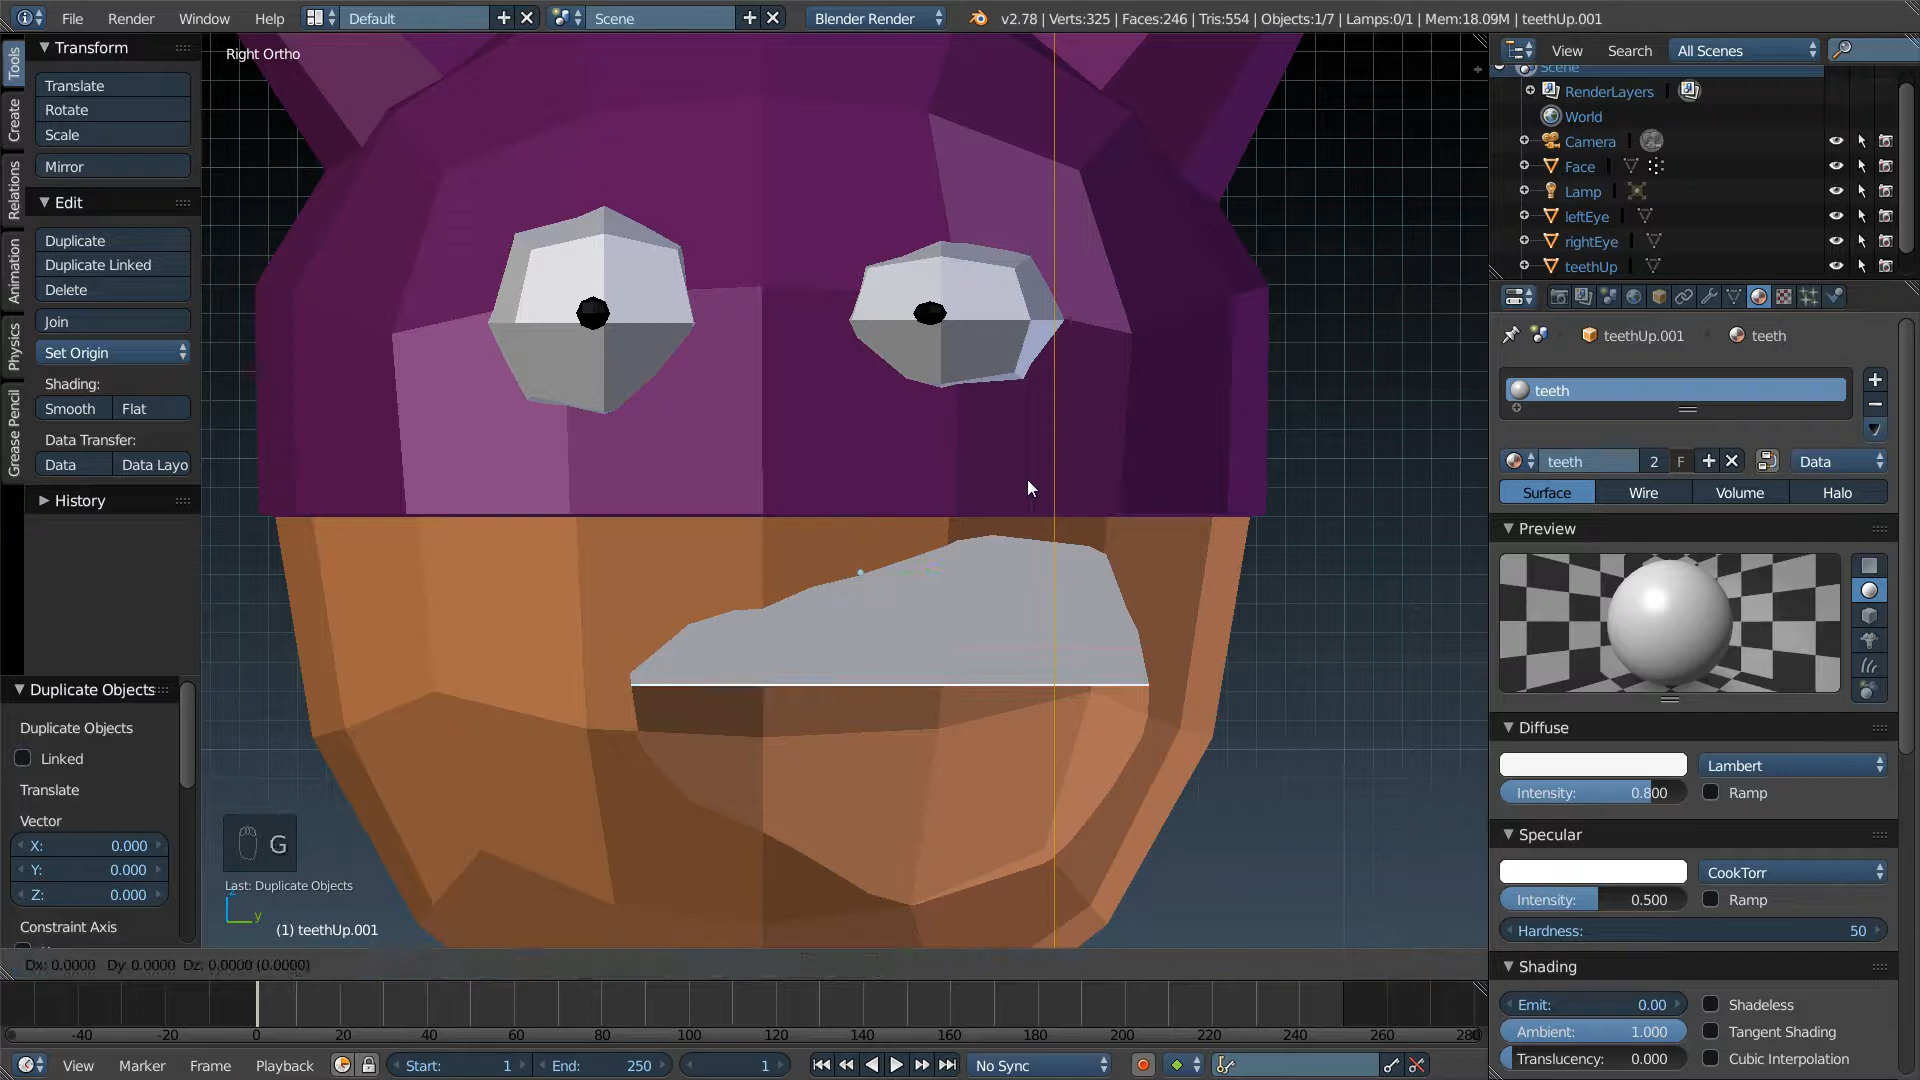 File Render Window Help Default Scene Blender Render v2.78 | Verts:325 | Faces:246 | Tris:554 | Objects:1/7 | Lamps:0/1 | Mem:18.09M | teethUp.001
Tools
Create
Relations
Animation
Physics
Grease Pencil
Transform
Translate
Rotate
Scale
Mirror
Edit
Duplicate
Duplicate Linked
Delete
Join
Set Origin
Shading:
Smooth Flat
Data Transfer:
Data Data Layo
History
Duplicate Objects
Duplicate Objects
Linked
Translate
Vector
X: 0.000
Y: 0.000
Z: 0.000
Constraint Axis
Right Ortho
G
Last: Duplicate Objects
y
(1) teethUp.001
Dx: 0.0000 Dy: 0.0000 Dz: 0.0000 (0.0000)
-40 -20 0 20 40 60 80 100 120 140 160 180 200 220 240 260 280
View Marker Frame Playback Start: 1 End: 250 1 No Sync
View Search All Scenes
Scene
RenderLayers
World
Camera
Face
Lamp
leftEye
rightEye
teethUp
teethUp.001 teeth
teeth
teeth 2 F Data
Surface Wire Volume Halo
Preview
Diffuse
Lambert
Intensity: 0.800 Ramp
Specular
CookTorr
Intensity: 0.500 Ramp
Hardness: 50
Shading
Emit: 0.00 Shadeless
Ambient: 1.000 Tangent Shading
Translucency: 0.000 Cubic Interpolation